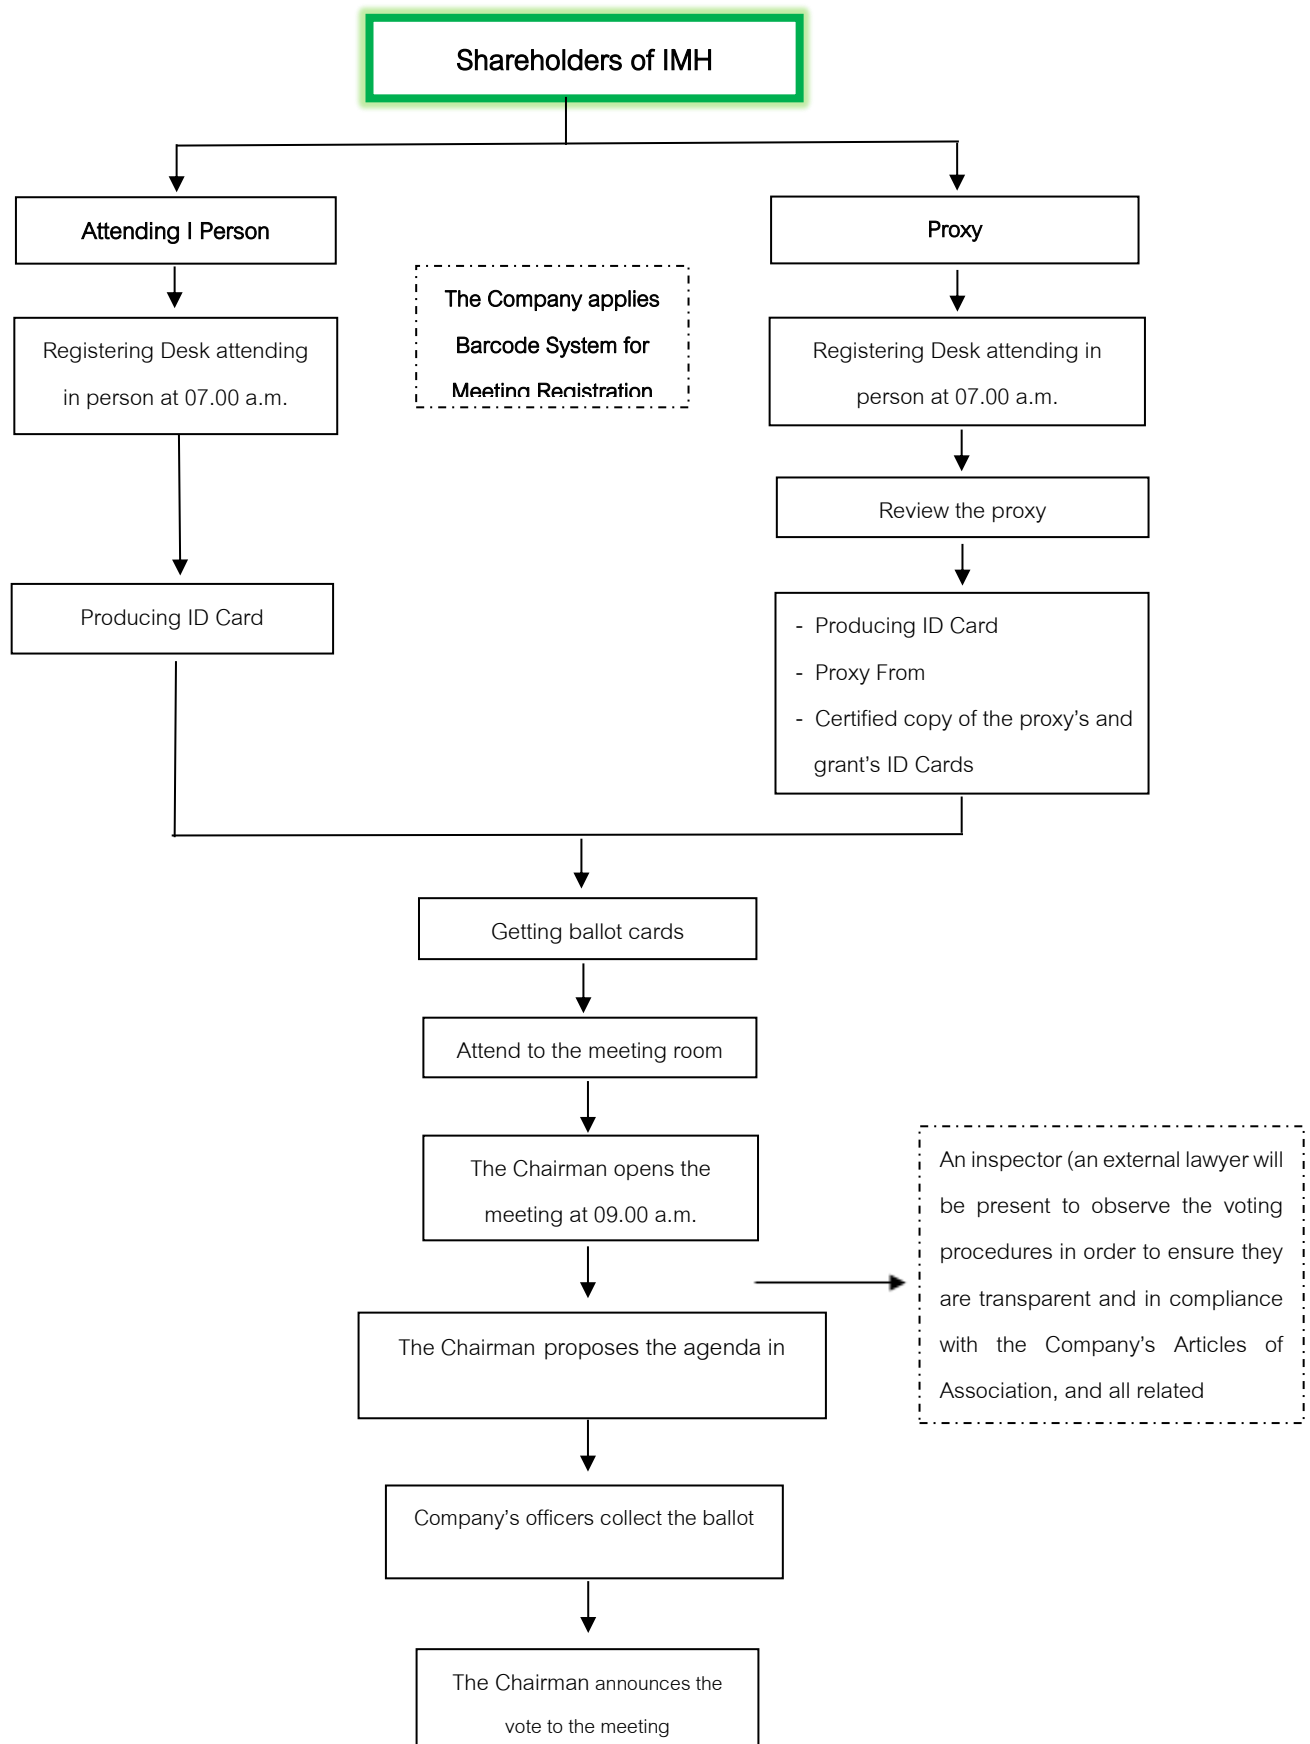 Shareholders of IMH
Attending I Person
Proxy
The Company applies
Barcode System for
Meeting Registration
Registering Desk attending
in person at 07.00 a.m.
Registering Desk attending in
person at 07.00 a.m.
Review the proxy
Producing ID Card
- Producing ID Card
- Proxy From
- Certified copy of the proxy's and
grant's ID Cards
Getting ballot cards
Attend to the meeting room
The Chairman opens the
meeting at 09.00 a.m.
An inspector (an external lawyer will
be present to observe the voting
procedures in order to ensure they
are transparent and in compliance
with the Company's Articles of
Association, and all related
The Chairman proposes the agenda in
Company's officers collect the ballot
The Chairman announces the
vote to the meeting